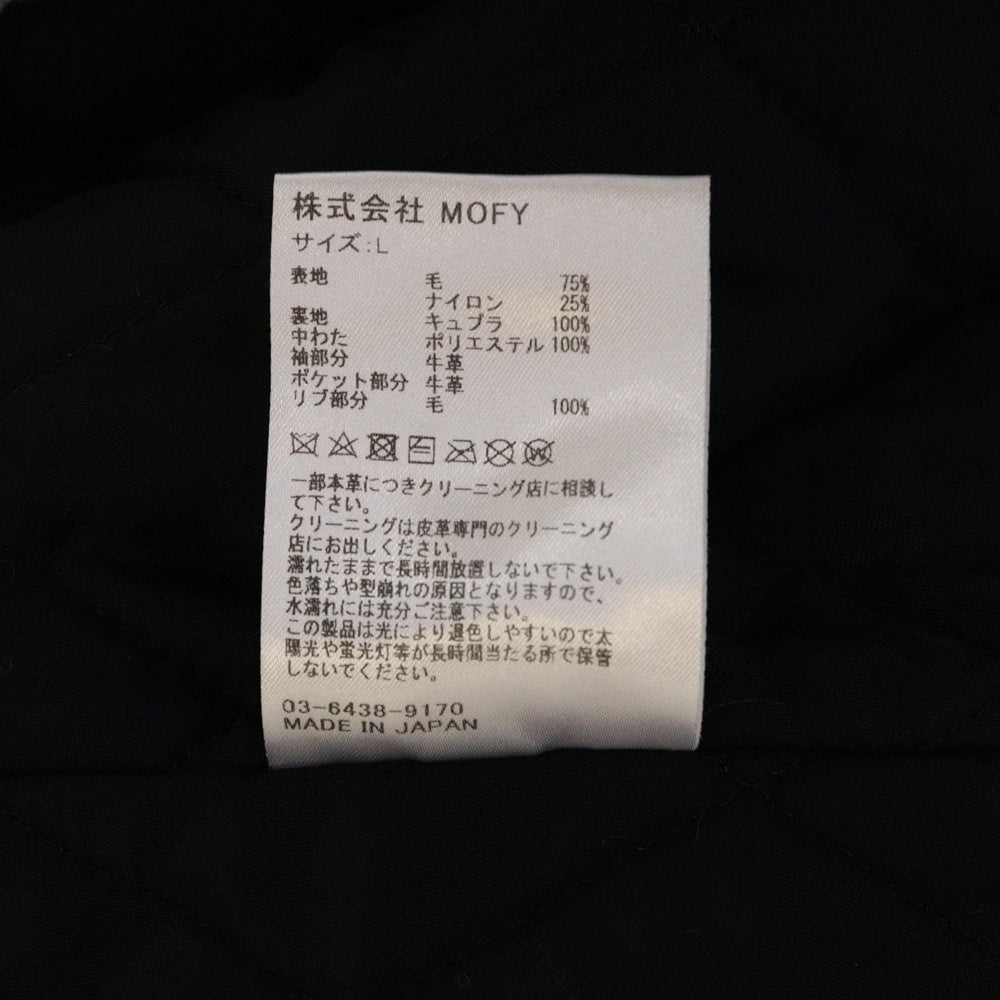 株式会社 MOFY
サイズ:L
表地 毛 75%
ナイロン 25%
裏地 キュプラ 100%
中わた ポリエステル 100%
袖部分 牛革
ポケット部分 牛革
リブ部分 毛 100%
一部本革につきクリーニング店に相談し
て下さい。
クリーニングは皮革専門のクリーニング
店にお出しください。
濡れたままで長時間放置しないで下さい。
色落ちや型崩れの原因となりますので、
水濡れには充分ご注意下さい。
この製品は光により退色しやすいので太
陽光や蛍光灯等が長時間当たる所で保管
しないでください。
03-6438-9170
MADE IN JAPAN